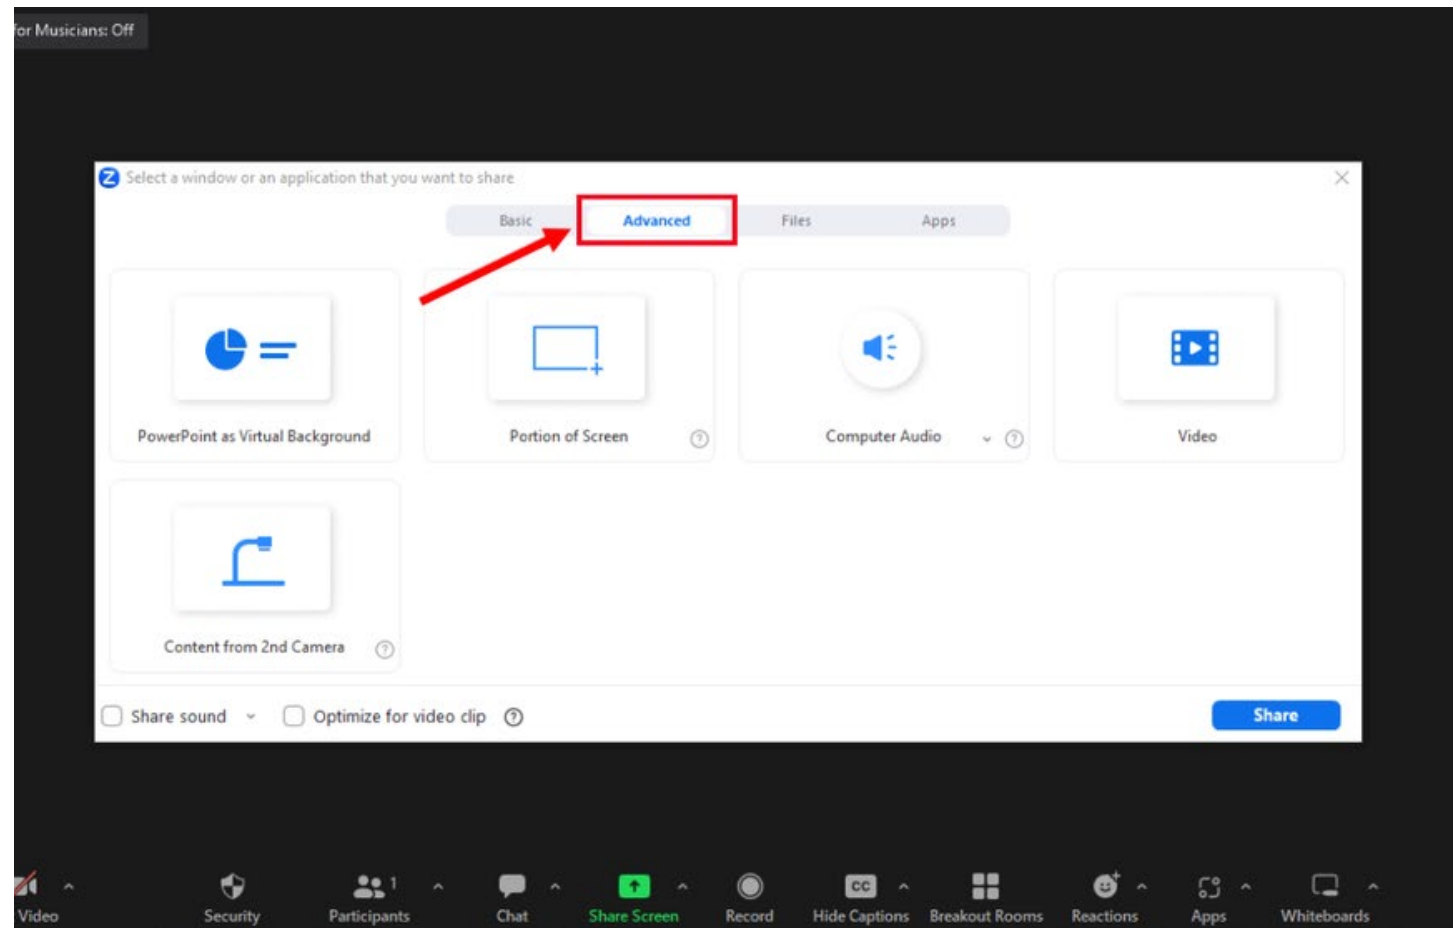 for Musicians: Off
Select a window or an application that you want to share
Basic Advanced Files Apps
PowerPoint as Virtual Background Portion of Screen Computer Audio Video
Content from 2nd Camera
Share sound Optimize for video clip Share
1
CC
Video Security Participants Chat Share Screen Record Hide Captions Breakout Rooms Reactions Apps Whiteboards